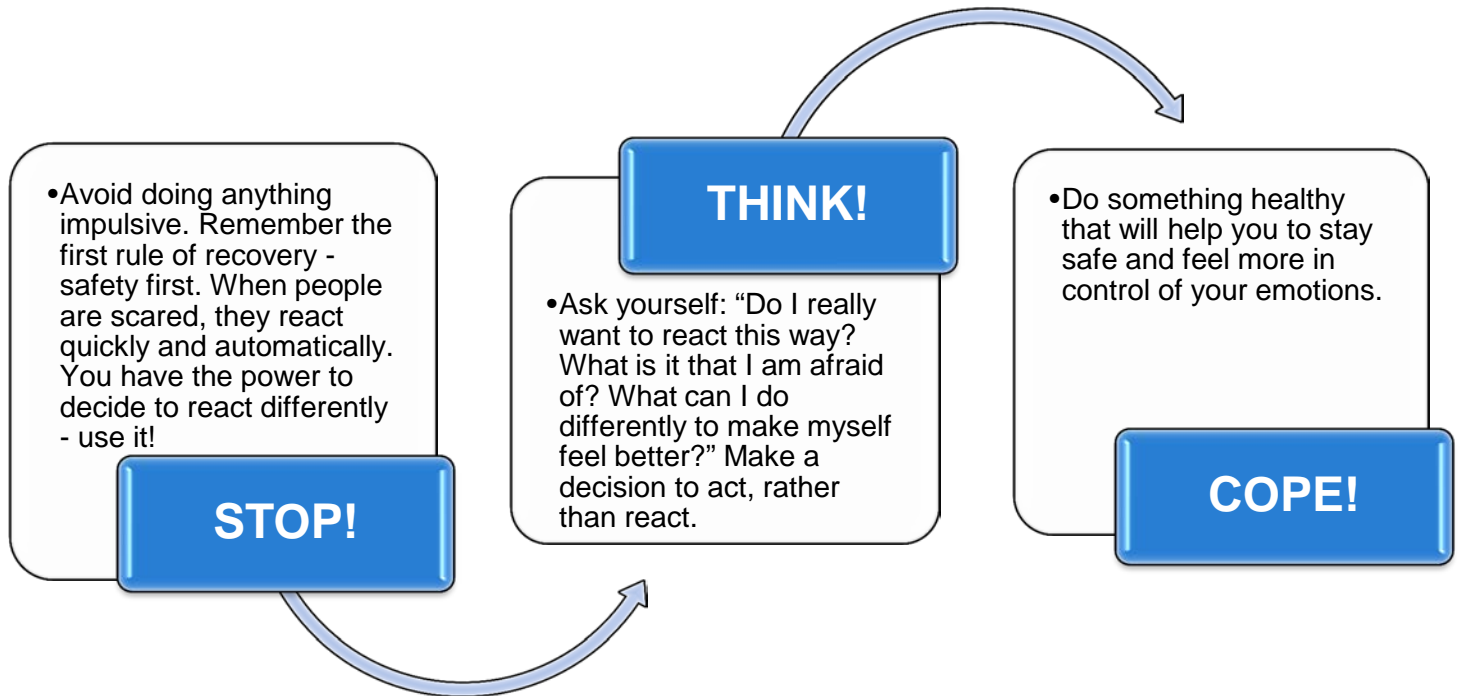 •Avoid doing anything
impulsive. Remember the
first rule of recovery -
safety first. When people
are scared, they react
quickly and automatically.
You have the power to
decide to react differently
- use it!
STOP!
THINK!
•Ask yourself: “Do I really
want to react this way?
What is it that I am afraid
of? What can I do
differently to make myself
feel better?” Make a
decision to act, rather
than react.
•Do something healthy
that will help you to stay
safe and feel more in
control of your emotions.
COPE!